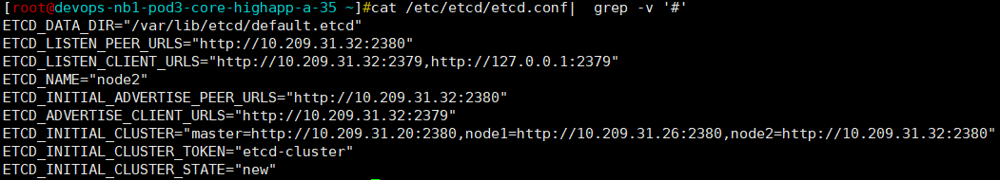 [root@devops-nb1-pod3-core-highapp-a-35 ~]#cat /etc/etcd/etcd.conf|  grep -v '#'
ETCD_DATA_DIR="/var/lib/etcd/default.etcd"
ETCD_LISTEN_PEER_URLS="http://10.209.31.32:2380"
ETCD_LISTEN_CLIENT_URLS="http://10.209.31.32:2379,http://127.0.0.1:2379"
ETCD_NAME="node2"
ETCD_INITIAL_ADVERTISE_PEER_URLS="http://10.209.31.32:2380"
ETCD_ADVERTISE_CLIENT_URLS="http://10.209.31.32:2379"
ETCD_INITIAL_CLUSTER="master=http://10.209.31.20:2380,node1=http://10.209.31.26:2380,node2=http://10.209.31.32:2380"
ETCD_INITIAL_CLUSTER_TOKEN="etcd-cluster"
ETCD_INITIAL_CLUSTER_STATE="new"